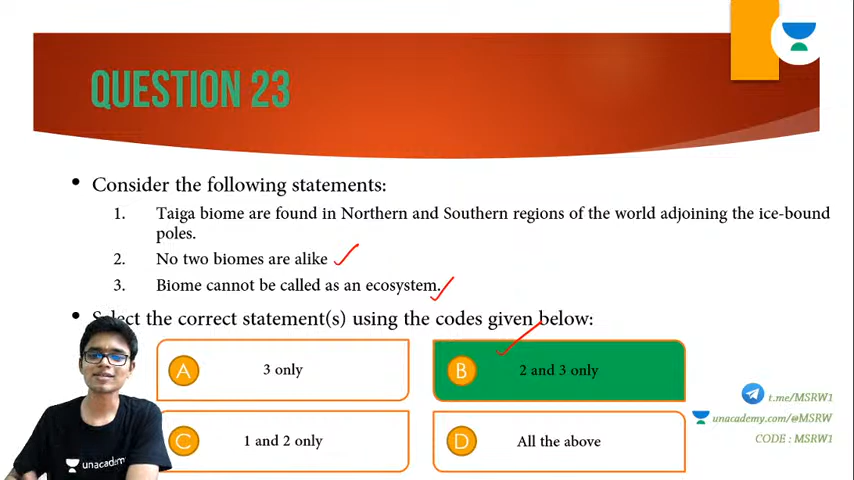 QUESTION 23
• Consider the following statements:
1. Taiga biome are found in Northern and Southern regions of the world adjoining the ice-bound
poles.
2. No two biomes are alike
3. Biome cannot be called as an ecosystem.
• Select the correct statement(s) using the codes given below:
A 3 only
B 2 and 3 only
C 1 and 2 only
D All the above
t.me/MSRW1
unacademy.com/@MSRW
CODE : MSRW1
unacademy